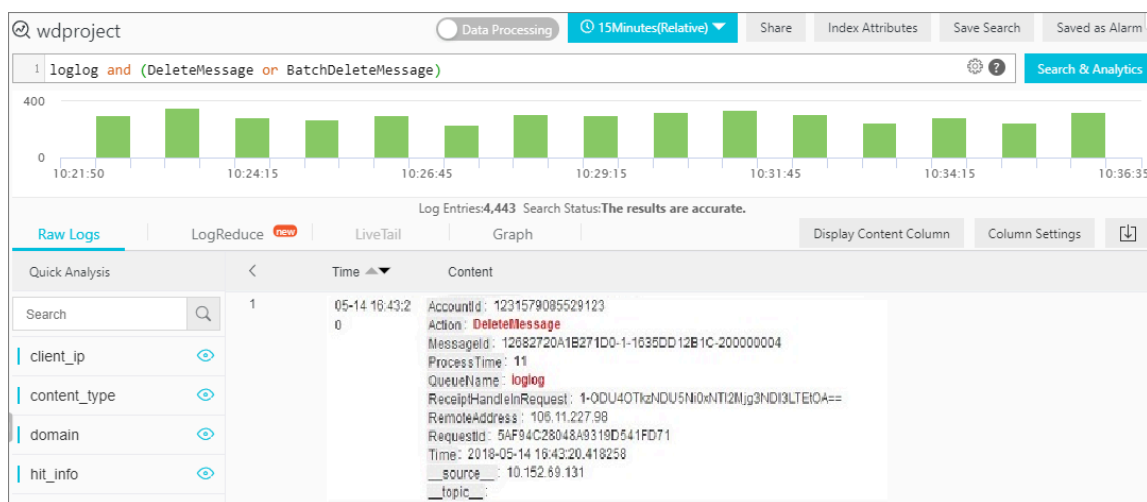 wdproject
Data Processing
15Minutes(Relative)
Share
Index Attributes
Save Search
Saved as Alarm
1 loglog and (DeleteMessage or BatchDeleteMessage)
Search & Analytics
400
0
10:21:50
10:24:15
10:26:45
10:29:15
10:31:45
10:34:15
10:36:35
Log Entries:4,443 Search Status:The results are accurate.
Raw Logs
LogReduce new
LiveTail
Graph
Display Content Column
Column Settings
Quick Analysis
<
Time
Content
Search
client_ip
content_type
domain
hit_info
1
05-14 16:43:2
0
AccountId: 1231579085529123
Action: DeleteMessage
MessageId: 12682720A1B271D0-1-1635DD12B1C-200000004
ProcessTime: 11
QueueName: loglog
ReceiptHandleInRequest: 1-ODU4OTkzNDU5Ni0xNTI2Mjg3NDI3LTEtOA==
RemoteAddress: 106.11.227.98
RequestId: 5AF94C28048A9319D541FD71
Time: 2018-05-14 16:43:20.418258
__source__: 10.152.69.131
__topic__: